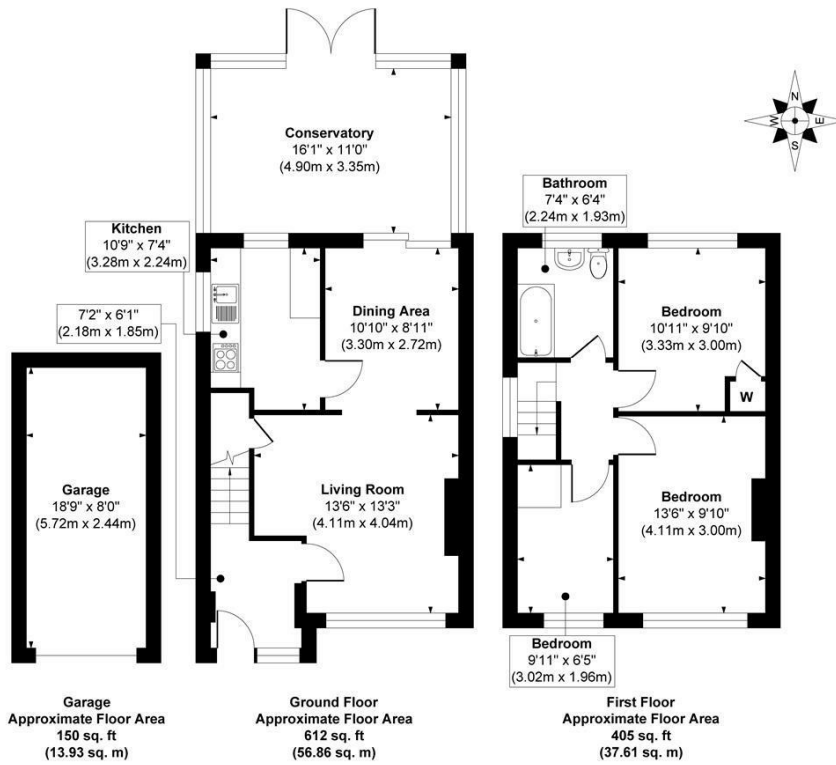 Conservatory
16'1" x 11'0"
(4.90m x 3.35m)
N
W
E
S
Kitchen
10'9" x 7'4"
(3.28m x 2.24m)
7'2" x 6'1"
(2.18m x 1.85m)
Dining Area
10'10" x 8'11"
(3.30m x 2.72m)
Living Room
13'6" x 13'3"
(4.11m x 4.04m)
Garage
18'9" x 8'0"
(5.72m x 2.44m)
Bathroom
7'4" x 6'4"
(2.24m x 1.93m)
Bedroom
10'11" x 9'10"
(3.33m x 3.00m)
W
Bedroom
13'6" x 9'10"
(4.11m x 3.00m)
Bedroom
9'11" x 6'5"
(3.02m x 1.96m)
Garage
Approximate Floor Area
150 sq. ft
(13.93 sq. m)
Ground Floor
Approximate Floor Area
612 sq. ft
(56.86 sq. m)
First Floor
Approximate Floor Area
405 sq. ft
(37.61 sq. m)